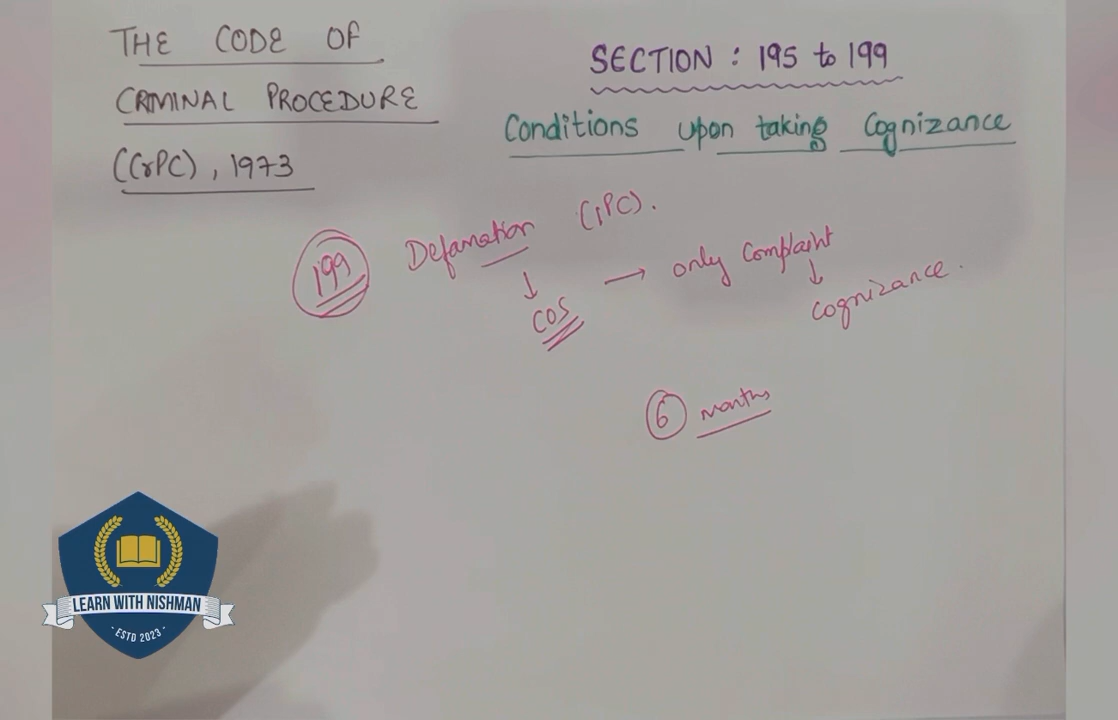 THE CODE OF
CRIMINAL PROCEDURE
(CrPC), 1973
SECTION : 195 to 199
Conditions upon taking Cognizance
199 Defamation (IPC).
COS → only Complaint
Cognizance.
6 months
LEARN WITH NISHMAN
· ESTD 2023 ·